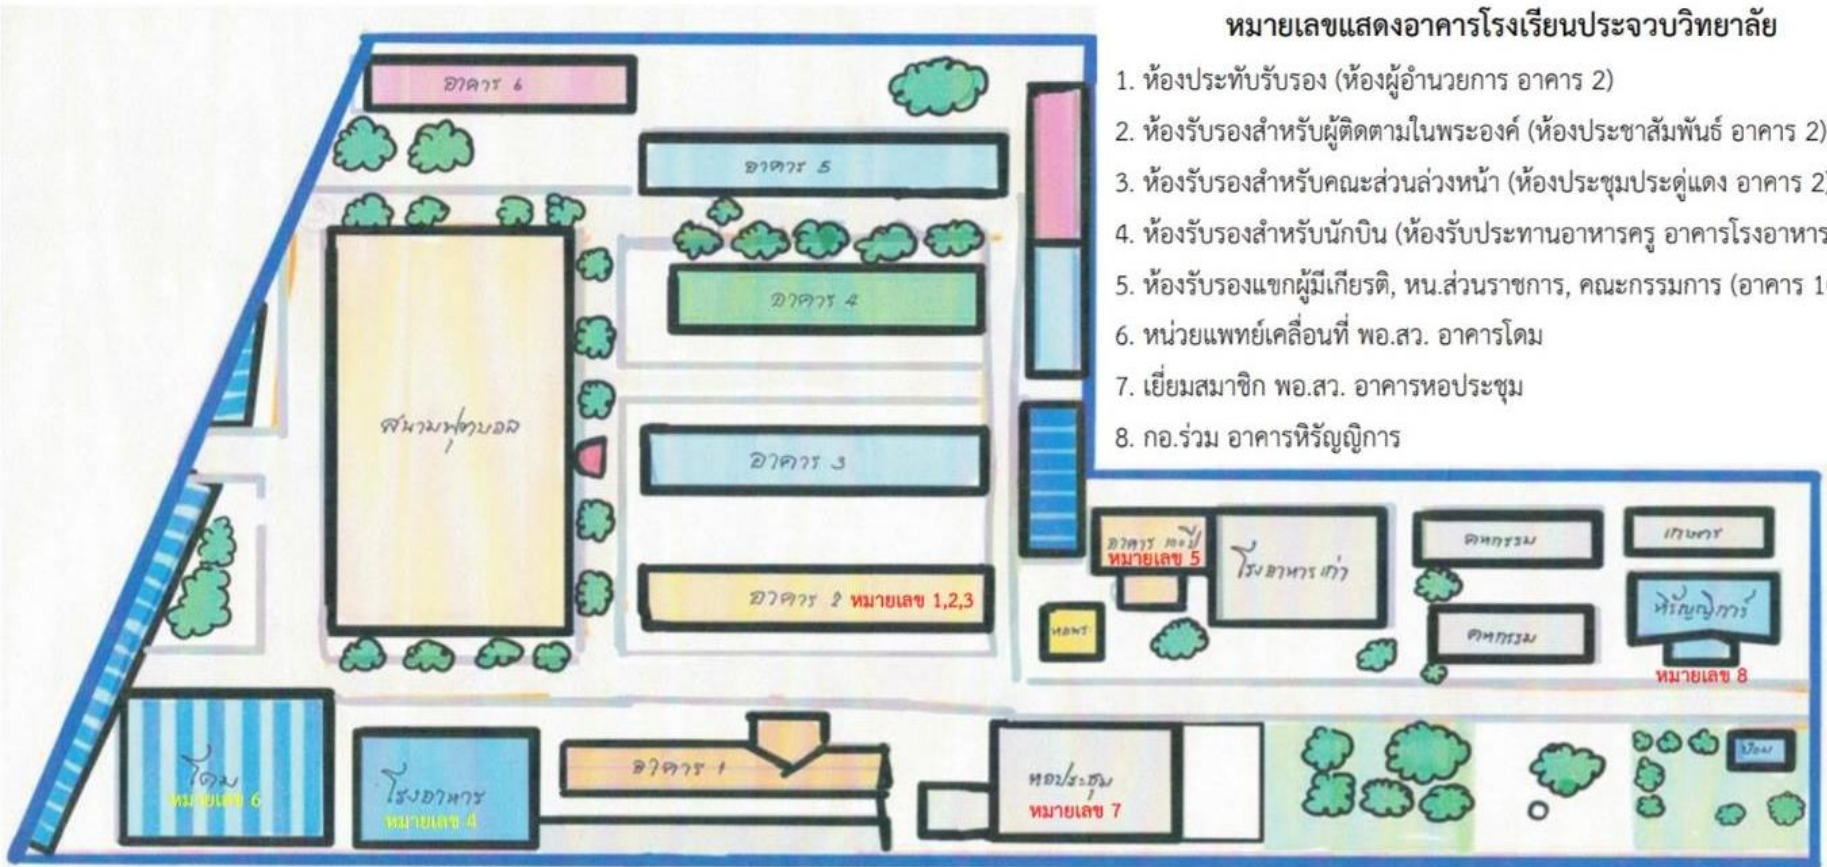 หมายเลขแสดงอาคารโรงเรียนประจวบวิทยาลัย
1. ห้องประทับรับรอง (ห้องผู้อำนวยการ อาคาร 2)
2. ห้องรับรองสำหรับผู้ติดตามในพระองค์ (ห้องประชาสัมพันธ์ อาคาร 2)
3. ห้องรับรองสำหรับคณะส่วนล่วงหน้า (ห้องประชุมประดู่แดง อาคาร 2)
4. ห้องรับรองสำหรับนักบิน (ห้องรับประทานอาหารครู อาคารโรงอาหาร
5. ห้องรับรองแขกผู้มีเกียรติ, หน.ส่วนราชการ, คณะกรรมการ (อาคาร 1
6. หน่วยแพทย์เคลื่อนที่ พอ.สว. อาคารโดม
7. เยี่ยมสมาชิก พอ.สว. อาคารหอประชุม
8. กอ.ร่วม อาคารหิรัญญิการ
อาคาร 6
อาคาร 5
อาคาร 4
สนามฟุตบอล
อาคาร 3
อาคาร 2 หมายเลข 1,2,3
อาคาร 100 ปี
หมายเลข 5
โรงอาหารเก่า
คหกรรม
เกษตร
หอพระ
คหกรรม
หิรัญญิการ์
หมายเลข 8
โดม
หมายเลข 6
โรงอาหาร
หมายเลข 4
อาคาร 1
หอประชุม
หมายเลข 7
ป้อม